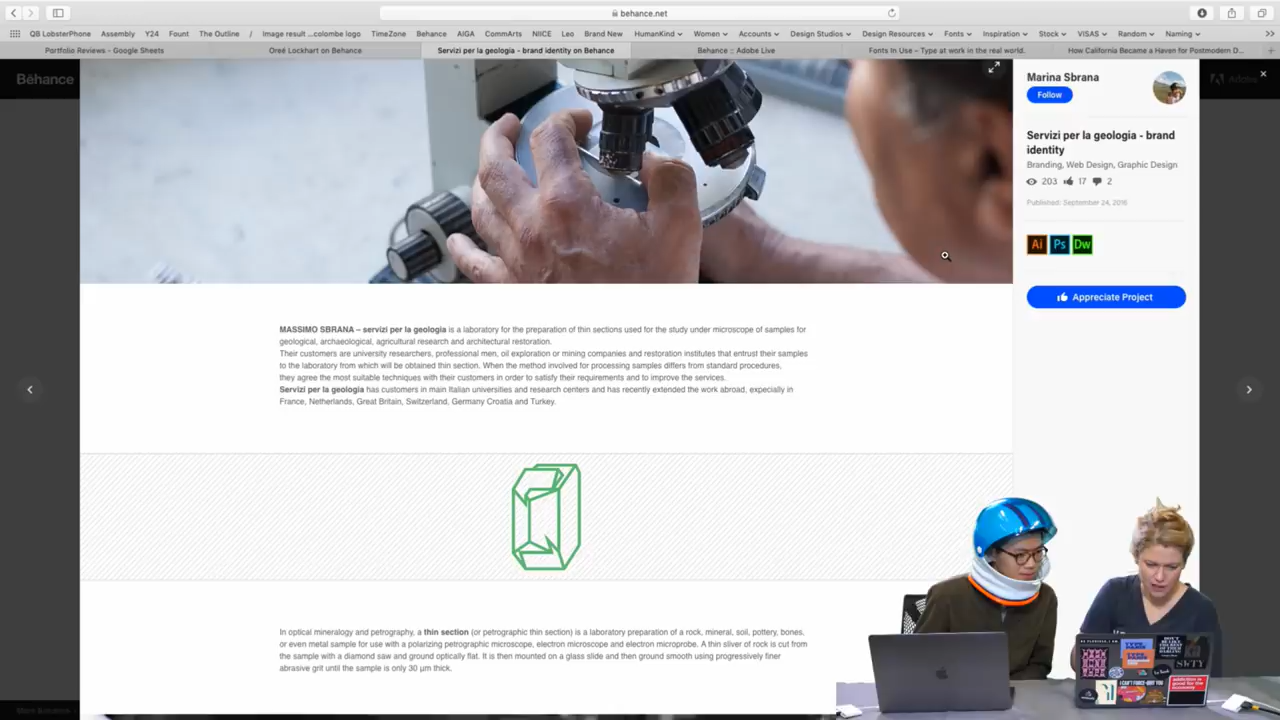 behance.net
QB LobsterPhone Assembly Y24 Fount The Outline / Image result ...colombe logo TimeZone Behance AIGA CommArts NIICE Leo Brand New HumanKind Women Accounts Design Studios Design Resources Fonts Inspiration Stock VISAS Random Naming
Portfolio Reviews - Google Sheets Oreé Lockhart on Behance Servizi per la geologia - brand identity on Behance Behance :: Adobe Live Fonts In Use – Type at work in the real world. How California Became a Haven for Postmodern D...
Bēhance
Adobe
Marina Sbrana
Follow
Servizi per la geologia - brand
identity
Branding, Web Design, Graphic Design
203 17 2
Published: September 24, 2016
Ai Ps Dw
Appreciate Project
MASSIMO SBRANA – servizi per la geologia is a laboratory for the preparation of thin sections used for the study under microscope of samples for
geological, archaeological, agricultural research and architectural restoration.
Their customers are university researchers, professional men, oil exploration or mining companies and restoration institutes that entrust their samples
to the laboratory from which will be obtained thin section. When the method involved for processing samples differs from standard procedures,
they agree the most suitable techniques with their customers in order to satisfy their requirements and to improve the services.
Servizi per la geologia has customers in main Italian universities and research centers and has recently extended the work abroad, expecially in
France, Netherlands, Great Britain, Switzerland, Germany Croatia and Turkey.
In optical mineralogy and petrography, a thin section (or petrographic thin section) is a laboratory preparation of a rock, mineral, soil, pottery, bones,
or even metal sample for use with a polarizing petrographic microscope, electron microscope and electron microprobe. A thin sliver of rock is cut from
the sample with a diamond saw and ground optically flat. It is then mounted on a glass slide and then ground smooth using progressively finer
abrasive grit until the sample is only 30 μm thick.